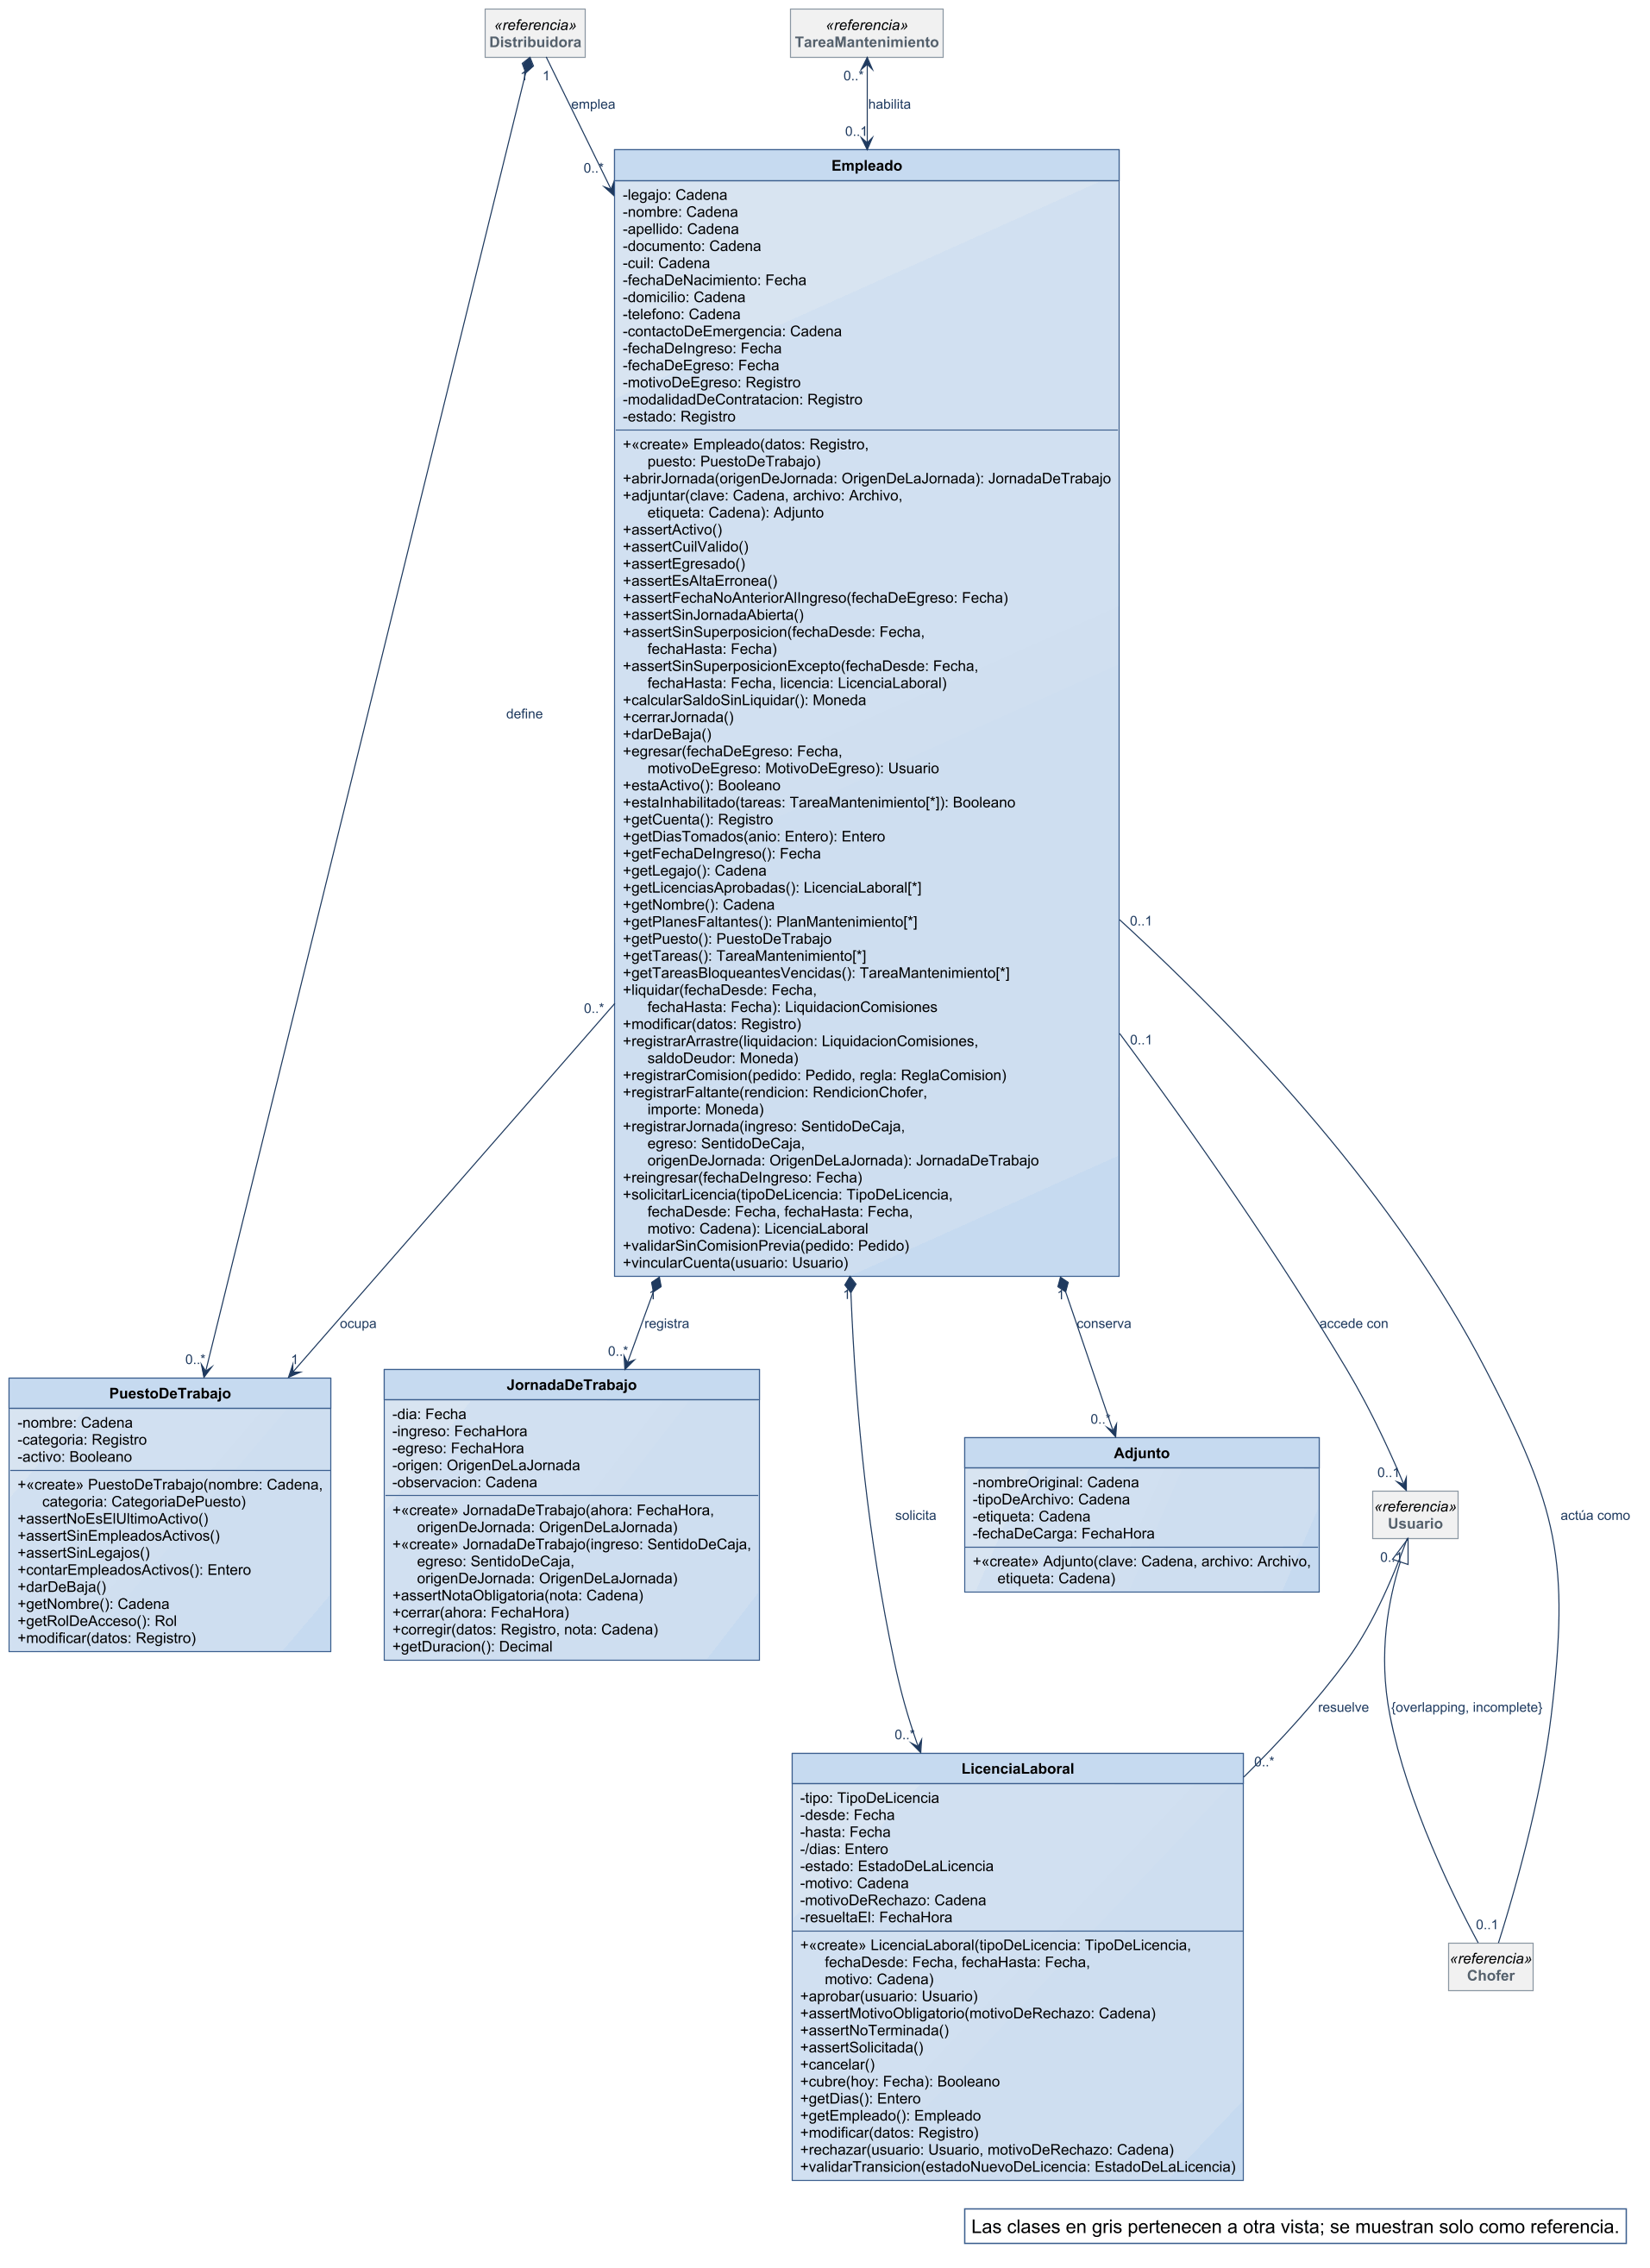 «referencia»
Distribuidora
«referencia»
TareaMantenimiento
1
1
emplea
0..*
0..*
habilita
0..1
Empleado
-legajo: Cadena
-nombre: Cadena
-apellido: Cadena
-documento: Cadena
-cuil: Cadena
-fechaDeNacimiento: Fecha
-domicilio: Cadena
-telefono: Cadena
-contactoDeEmergencia: Cadena
-fechaDeIngreso: Fecha
-fechaDeEgreso: Fecha
-motivoDeEgreso: Registro
-modalidadDeContratacion: Registro
-estado: Registro
+«create» Empleado(datos: Registro,
puesto: PuestoDeTrabajo)
+abrirJornada(origenDeJornada: OrigenDeLaJornada): JornadaDeTrabajo
+adjuntar(clave: Cadena, archivo: Archivo,
etiqueta: Cadena): Adjunto
+assertActivo()
+assertCuilValido()
+assertEgresado()
+assertEsAltaErronea()
+assertFechaNoAnteriorAlIngreso(fechaDeEgreso: Fecha)
+assertSinJornadaAbierta()
+assertSinSuperposicion(fechaDesde: Fecha,
fechaHasta: Fecha)
+assertSinSuperposicionExcepto(fechaDesde: Fecha,
fechaHasta: Fecha, licencia: LicenciaLaboral)
+calcularSaldoSinLiquidar(): Moneda
+cerrarJornada()
+darDeBaja()
+egresar(fechaDeEgreso: Fecha,
motivoDeEgreso: MotivoDeEgreso): Usuario
+estaActivo(): Booleano
+estaInhabilitado(tareas: TareaMantenimiento[*]): Booleano
+getCuenta(): Registro
+getDiasTomados(anio: Entero): Entero
+getFechaDeIngreso(): Fecha
+getLegajo(): Cadena
+getLicenciasAprobadas(): LicenciaLaboral[*]
+getNombre(): Cadena
+getPlanesFaltantes(): PlanMantenimiento[*]
+getPuesto(): PuestoDeTrabajo
+getTareas(): TareaMantenimiento[*]
+getTareasBloqueantesVencidas(): TareaMantenimiento[*]
+liquidar(fechaDesde: Fecha,
fechaHasta: Fecha): LiquidacionComisiones
+modificar(datos: Registro)
+registrarArrastre(liquidacion: LiquidacionComisiones,
saldoDeudor: Moneda)
+registrarComision(pedido: Pedido, regla: ReglaComision)
+registrarFaltante(rendicion: RendicionChofer,
importe: Moneda)
+registrarJornada(ingreso: SentidoDeCaja,
egreso: SentidoDeCaja,
origenDeJornada: OrigenDeLaJornada): JornadaDeTrabajo
+reingresar(fechaDeIngreso: Fecha)
+solicitarLicencia(tipoDeLicencia: TipoDeLicencia,
fechaDesde: Fecha, fechaHasta: Fecha,
motivo: Cadena): LicenciaLaboral
+validarSinComisionPrevia(pedido: Pedido)
+vincularCuenta(usuario: Usuario)
define
0..1
0..1
0..*
1
1
1
ocupa
registra
conserva
accede con
0..*
1
0..*
0..*
0..1
PuestoDeTrabajo
-nombre: Cadena
-categoria: Registro
-activo: Booleano
+«create» PuestoDeTrabajo(nombre: Cadena,
categoria: CategoriaDePuesto)
+assertNoEsElUltimoActivo()
+assertSinEmpleadosActivos()
+assertSinLegajos()
+contarEmpleadosActivos(): Entero
+darDeBaja()
+getNombre(): Cadena
+getRolDeAcceso(): Rol
+modificar(datos: Registro)
JornadaDeTrabajo
-dia: Fecha
-ingreso: FechaHora
-egreso: FechaHora
-origen: OrigenDeLaJornada
-observacion: Cadena
+«create» JornadaDeTrabajo(ahora: FechaHora,
origenDeJornada: OrigenDeLaJornada)
+«create» JornadaDeTrabajo(ingreso: SentidoDeCaja,
egreso: SentidoDeCaja,
origenDeJornada: OrigenDeLaJornada)
+assertNotaObligatoria(nota: Cadena)
+cerrar(ahora: FechaHora)
+corregir(datos: Registro, nota: Cadena)
+getDuracion(): Decimal
solicita
Adjunto
-nombreOriginal: Cadena
-tipoDeArchivo: Cadena
-etiqueta: Cadena
-fechaDeCarga: FechaHora
+«create» Adjunto(clave: Cadena, archivo: Archivo,
etiqueta: Cadena)
«referencia»
Usuario
actúa como
0..1
resuelve
{overlapping, incomplete}
0..*
0..*
LicenciaLaboral
-tipo: TipoDeLicencia
-desde: Fecha
-hasta: Fecha
-/dias: Entero
-estado: EstadoDeLaLicencia
-motivo: Cadena
-motivoDeRechazo: Cadena
-resueltaEl: FechaHora
+«create» LicenciaLaboral(tipoDeLicencia: TipoDeLicencia,
fechaDesde: Fecha, fechaHasta: Fecha,
motivo: Cadena)
+aprobar(usuario: Usuario)
+assertMotivoObligatorio(motivoDeRechazo: Cadena)
+assertNoTerminada()
+assertSolicitada()
+cancelar()
+cubre(hoy: Fecha): Booleano
+getDias(): Entero
+getEmpleado(): Empleado
+modificar(datos: Registro)
+rechazar(usuario: Usuario, motivoDeRechazo: Cadena)
+validarTransicion(estadoNuevoDeLicencia: EstadoDeLaLicencia)
0..1
«referencia»
Chofer
Las clases en gris pertenecen a otra vista; se muestran solo como referencia.